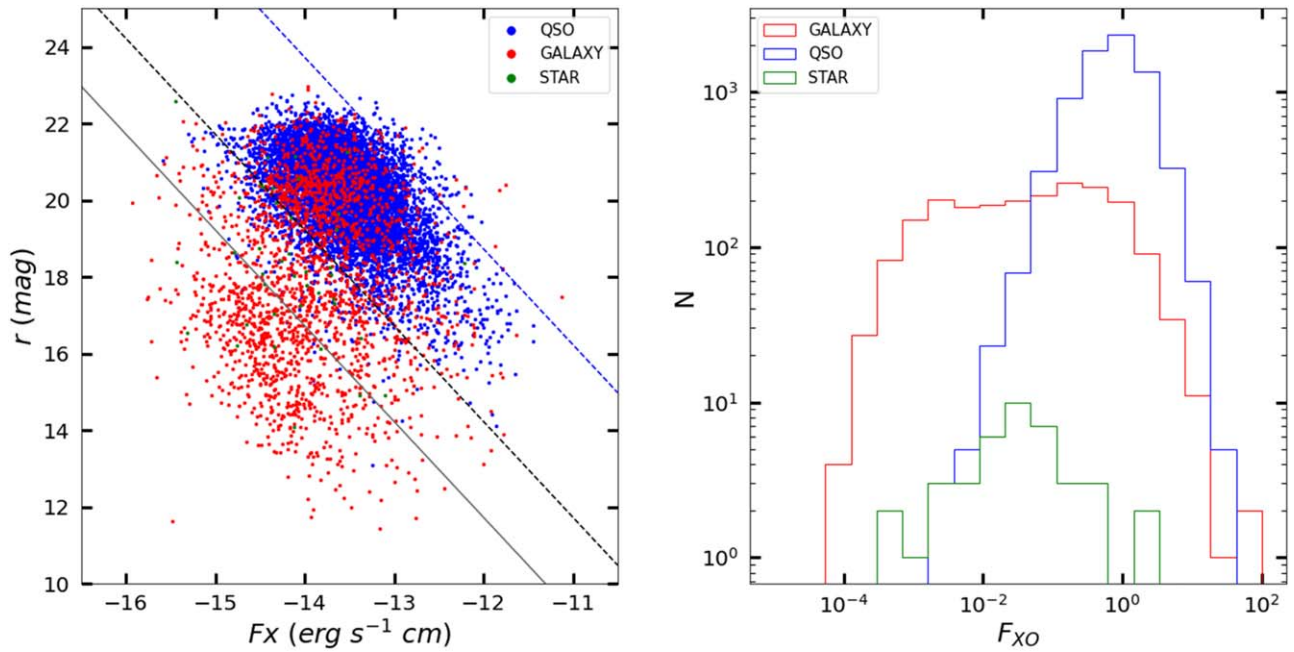 QSO
GALAXY
STAR
24
22
20
18
16
14
12
10
r (mag)
−16 −15 −14 −13 −12 −11
Fx (erg s⁻¹ cm)
GALAXY
QSO
STAR
10³
10²
10¹
10⁰
N
10⁻⁴ 10⁻² 10⁰ 10²
F_XO